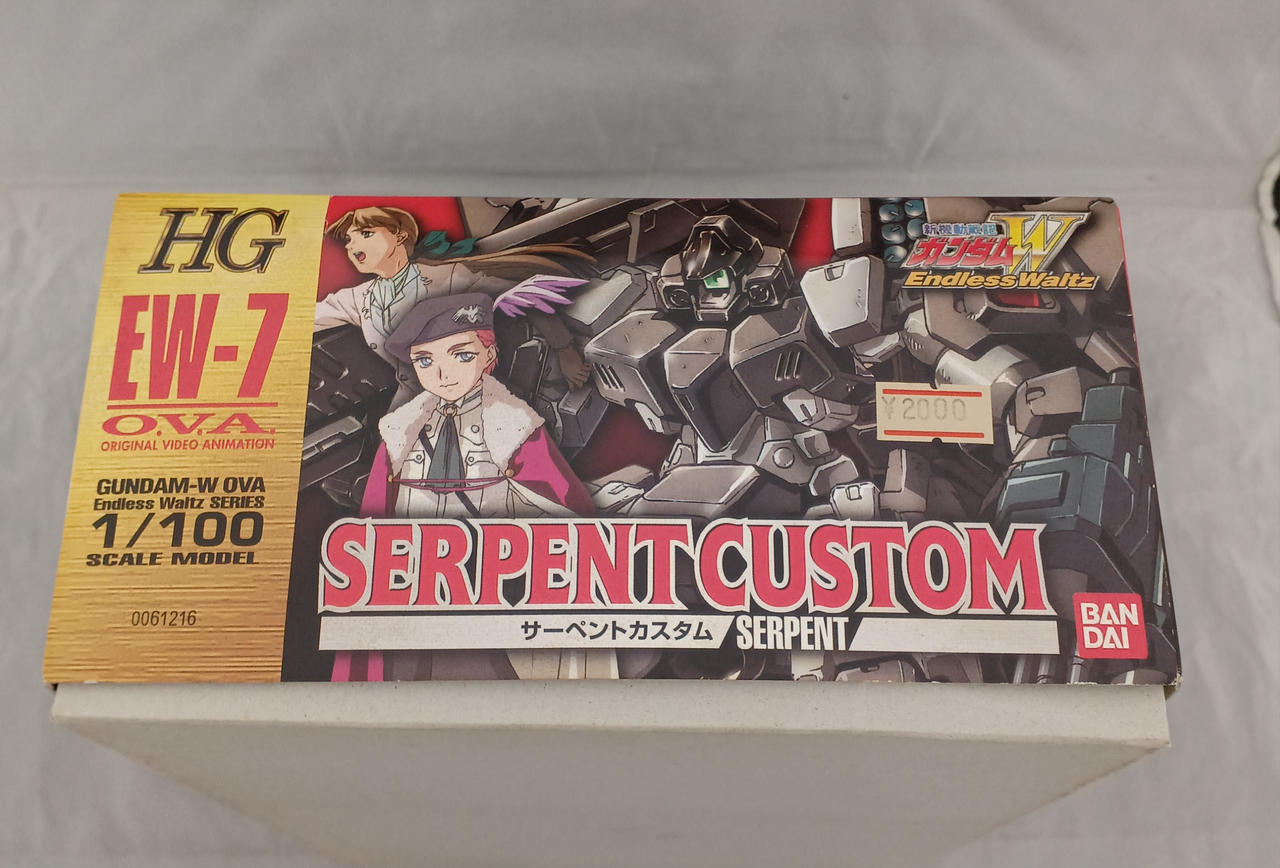 HG
EW-7
O.V.A.
ORIGINAL VIDEO ANIMATION
GUNDAM-W OVA
Endless Waltz SERIES
1/100
SCALE MODEL
0061216
新機動戦記
ガンダムW
Endless Waltz
¥2000
SERPENT CUSTOM
サーペントカスタム SERPENT
BAN
DAI